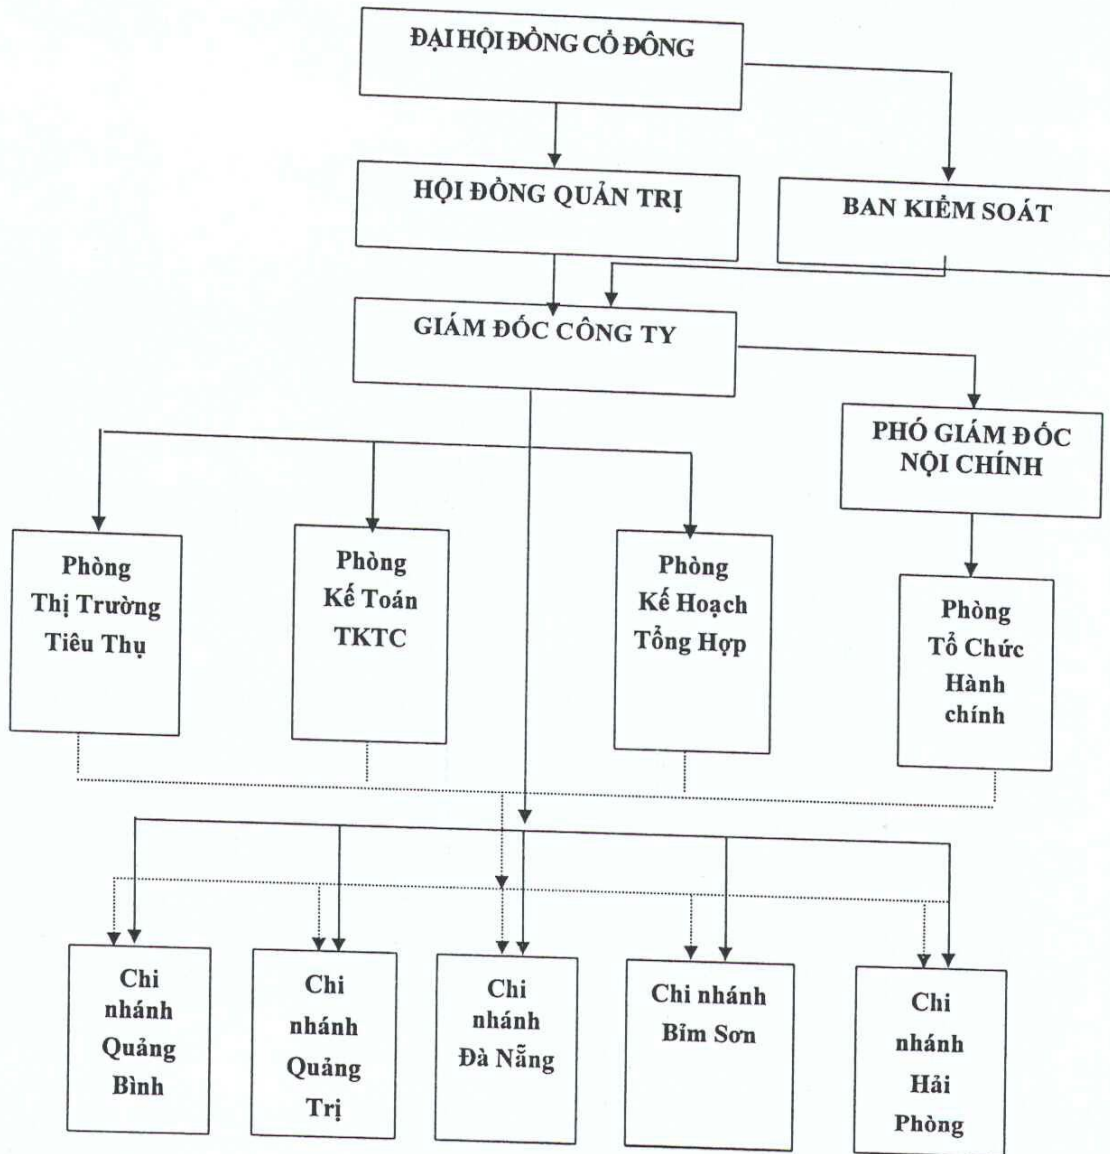 ĐẠI HỘI ĐỒNG CỔ ĐÔNG
HỘI ĐỒNG QUẢN TRỊ
BAN KIỂM SOÁT
GIÁM ĐỐC CÔNG TY
PHÓ GIÁM ĐỐC
NỘI CHÍNH
Phòng
Thị Trường
Tiêu Thụ
Phòng
Kế Toán
TKTC
Phòng
Kế Hoạch
Tổng Hợp
Phòng
Tổ Chức
Hành
chính
Chi
nhánh
Quảng
Bình
Chi
nhánh
Quảng
Trị
Chi
nhánh
Đà Nẵng
Chi nhánh
Bỉm Sơn
Chi
nhánh
Hải
Phòng